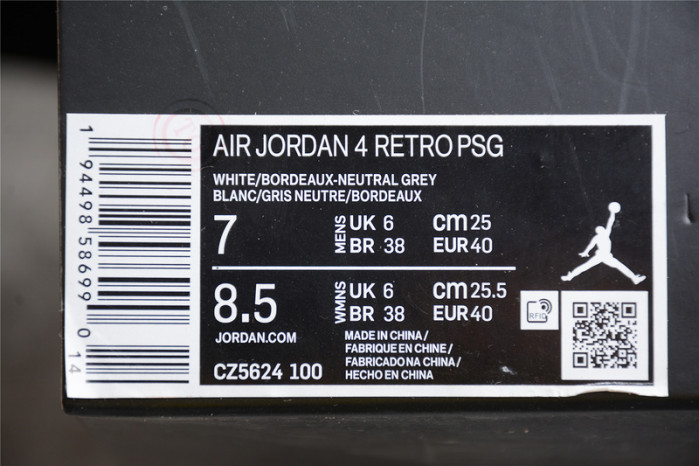 AIR JORDAN 4 RETRO PSG
WHITE/BORDEAUX-NEUTRAL GREY
BLANC/GRIS NEUTRE/BORDEAUX
7
MENS
UK 6
cm 25
BR 38
EUR 40
8.5
WMNS
UK 6
cm 25.5
BR 38
EUR 40
JORDAN.COM
CZ5624 100
MADE IN CHINA /
FABRIQUE EN CHINE /
FABRICADO NA CHINA /
HECHO EN CHINA
RFID
1 94498 58699 0 14